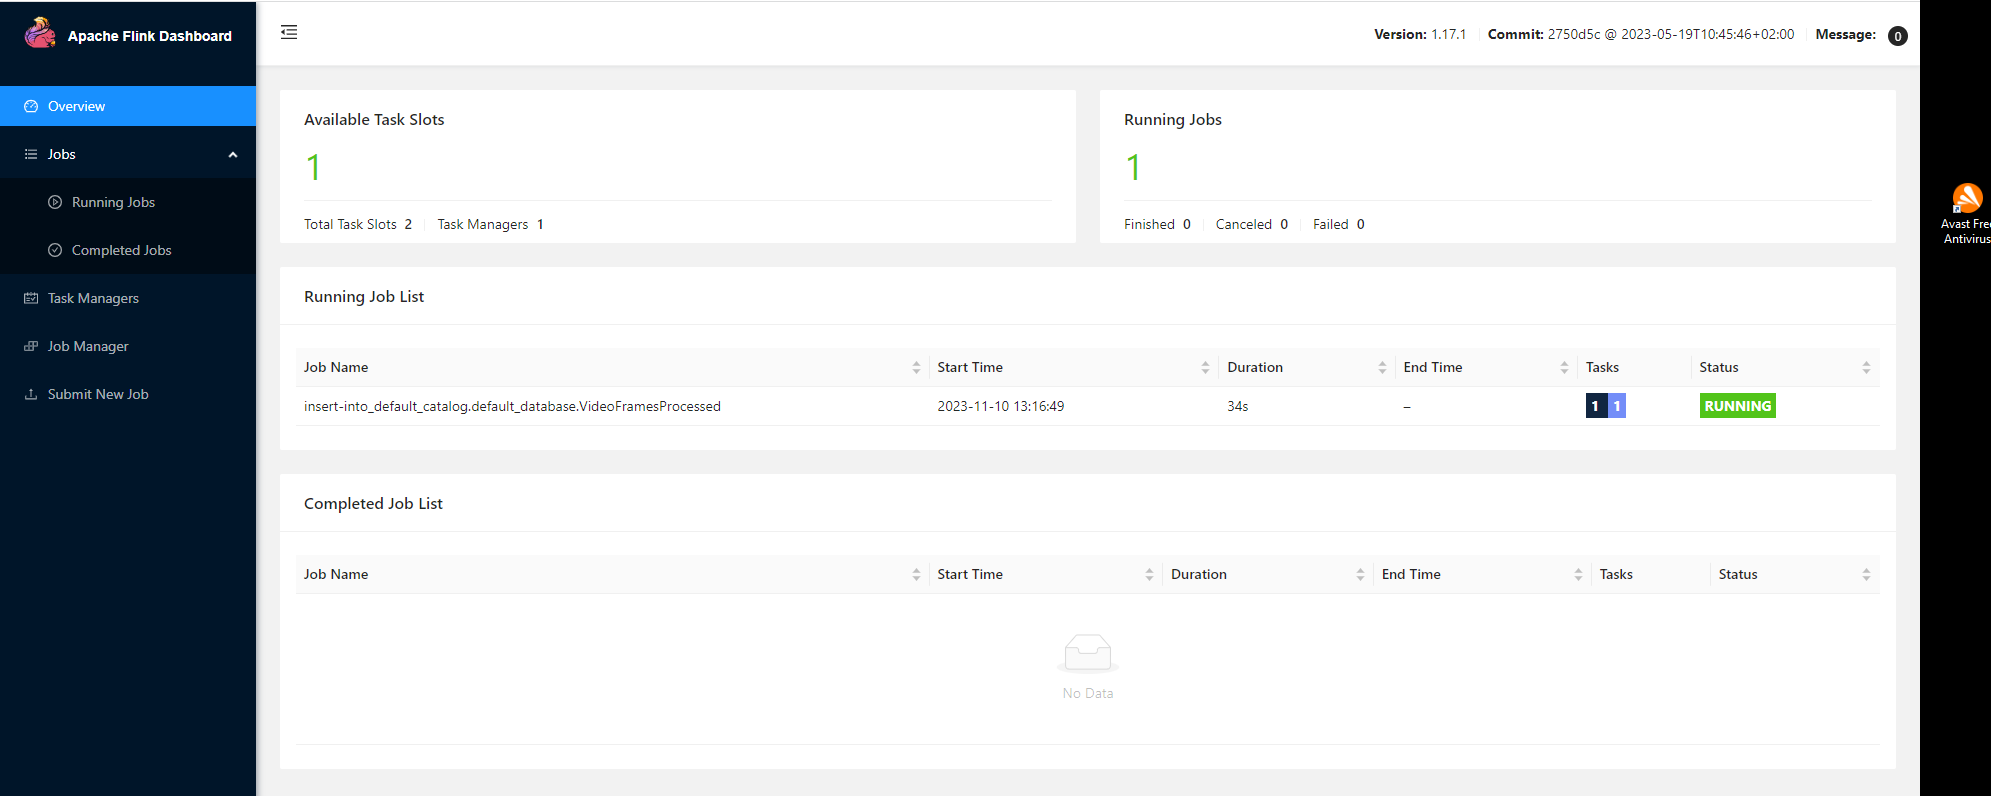 Apache Flink Dashboard
Version: 1.17.1 Commit: 2750d5c @ 2023-05-19T10:45:46+02:00 Message: 0
Overview
Jobs
Running Jobs
Completed Jobs
Task Managers
Job Manager
Submit New Job
Available Task Slots
1
Total Task Slots 2 Task Managers 1
Running Jobs
1
Finished 0 Canceled 0 Failed 0
Running Job List
Job Name Start Time Duration End Time Tasks Status
insert-into_default_catalog.default_database.VideoFramesProcessed 2023-11-10 13:16:49 34s – 1 1 RUNNING
Completed Job List
Job Name Start Time Duration End Time Tasks Status
No Data
Avast Fre
Antivirus